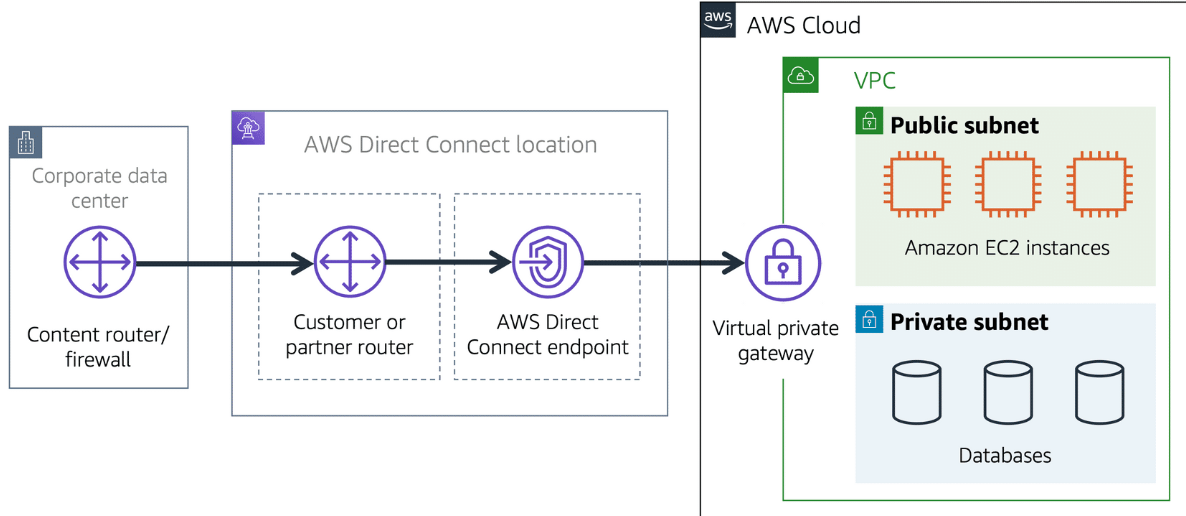 aws
AWS Cloud
VPC
Public subnet
Amazon EC2 instances
Private subnet
Databases
AWS Direct Connect location
Corporate data
center
Content router/
firewall
Customer or
partner router
AWS Direct
Connect endpoint
Virtual private
gateway